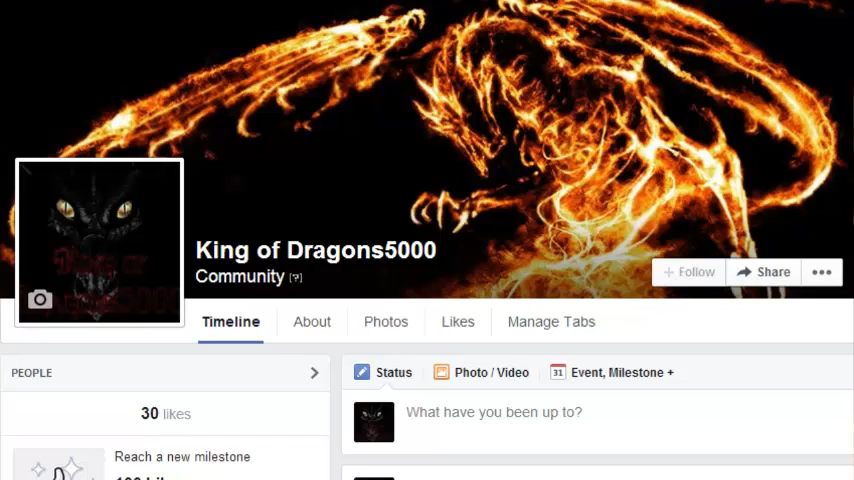 King of Dragons5000
Community [?]
+ Follow
Share
Timeline
About
Photos
Likes
Manage Tabs
PEOPLE
30 likes
Reach a new milestone
Status
Photo / Video
31
Event, Milestone +
What have you been up to?